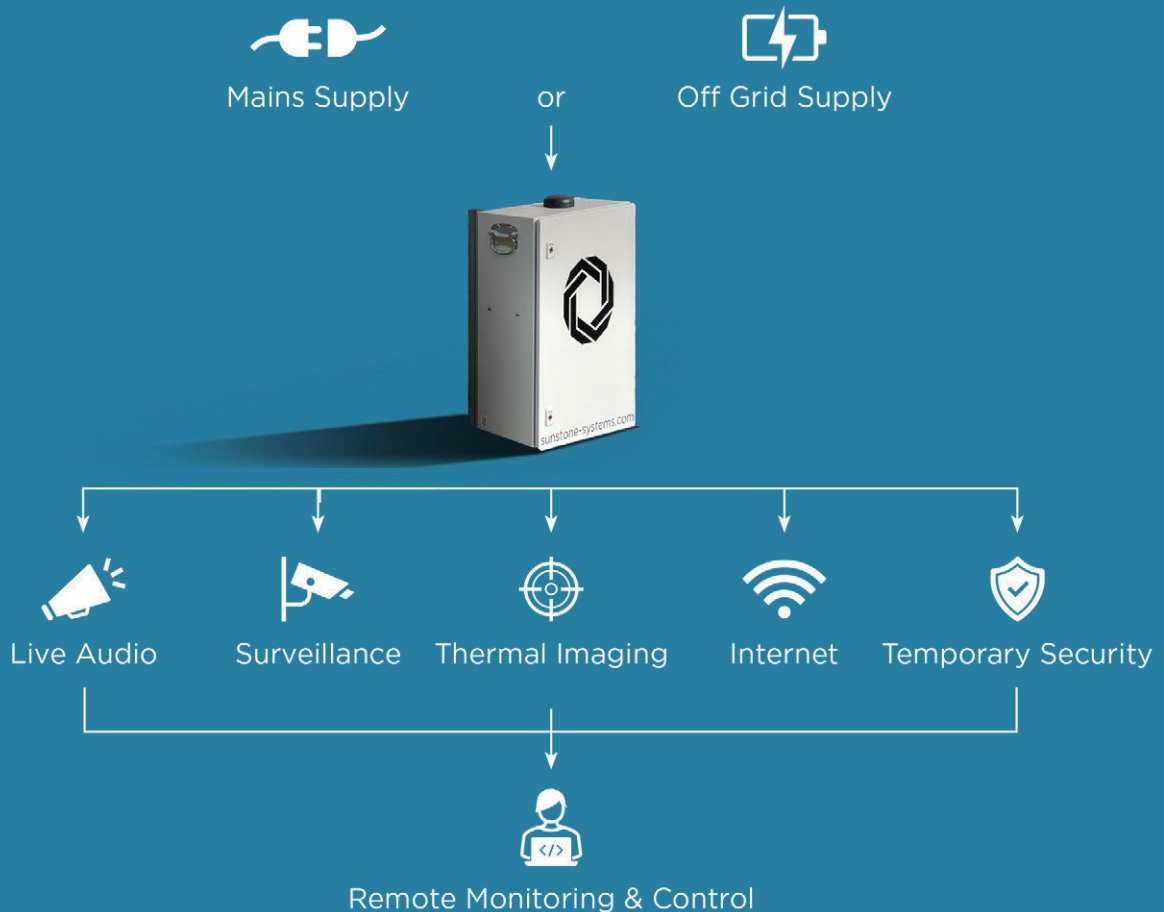 Mains Supply or Off Grid Supply
sunstone-systems.com
Live Audio Surveillance Thermal Imaging Internet Temporary Security
</>
Remote Monitoring & Control